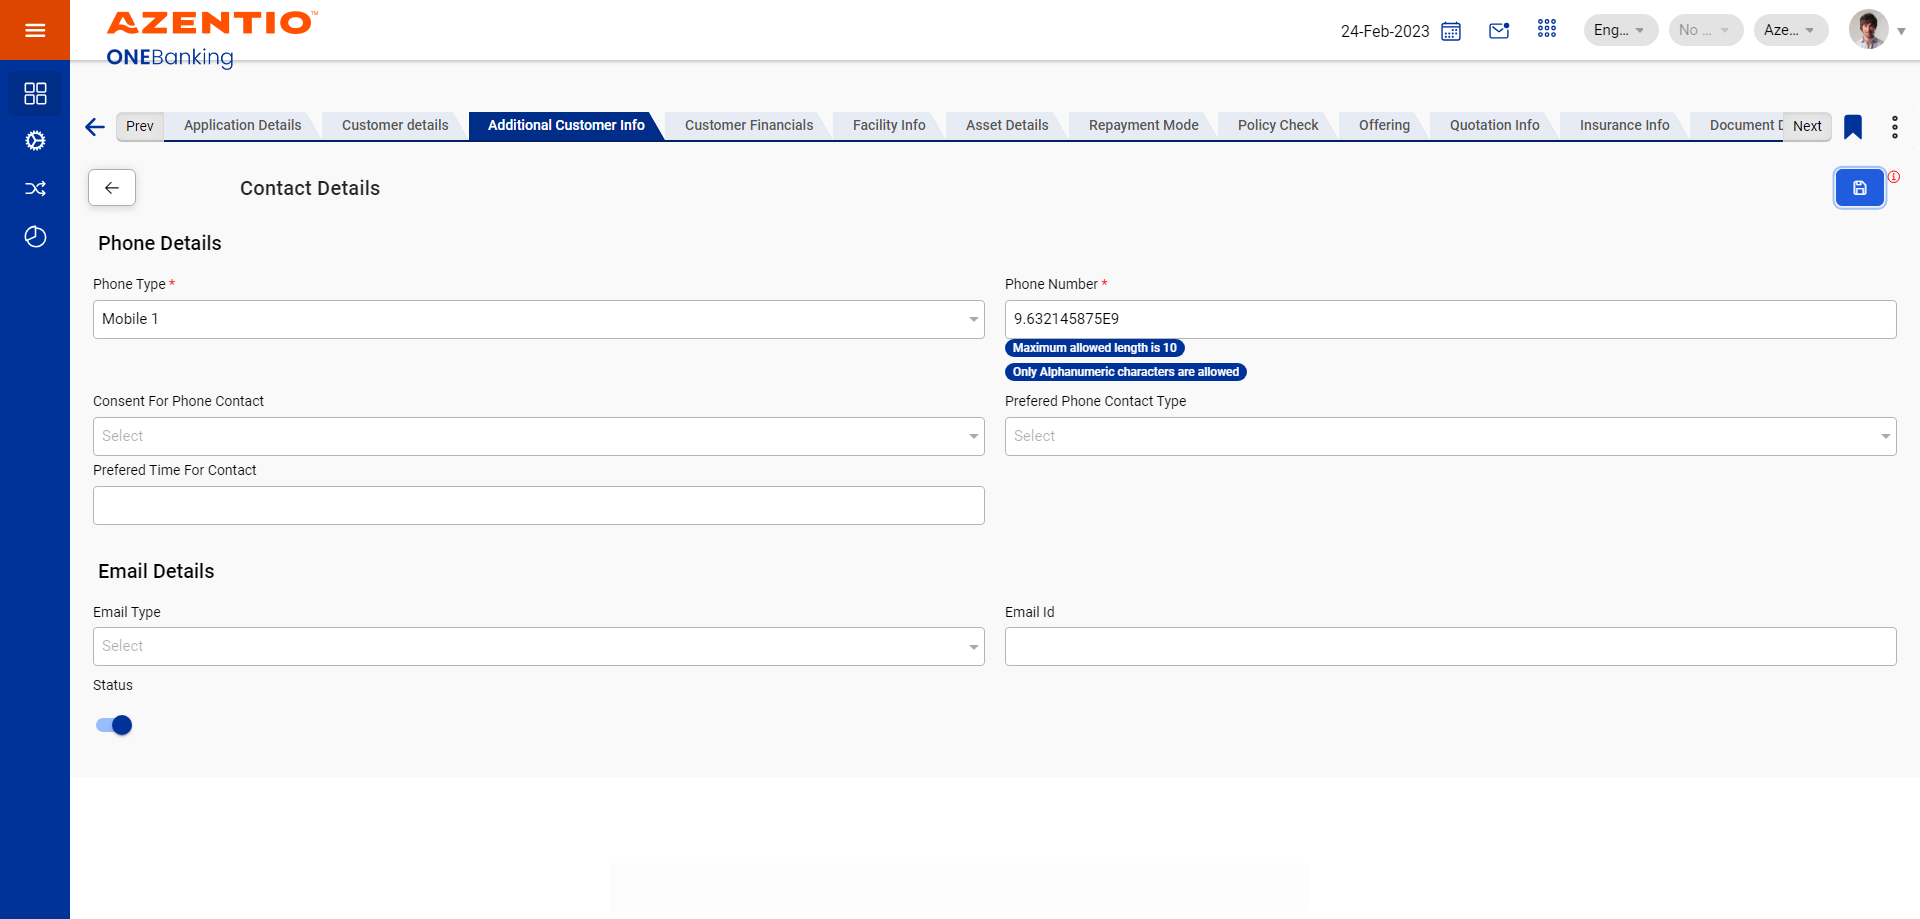 AZENTIO™
ONEBanking
24-Feb-2023
Eng...
No ...
Aze...
Prev
Application Details
Customer details
Additional Customer Info
Customer Financials
Facility Info
Asset Details
Repayment Mode
Policy Check
Offering
Quotation Info
Insurance Info
Document D
Next
Contact Details
Phone Details
Phone Type *
Phone Number *
Mobile 1
9.632145875E9
Maximum allowed length is 10
Only Alphanumeric characters are allowed
Consent For Phone Contact
Prefered Phone Contact Type
Select
Select
Prefered Time For Contact
Email Details
Email Type
Email Id
Select
Status